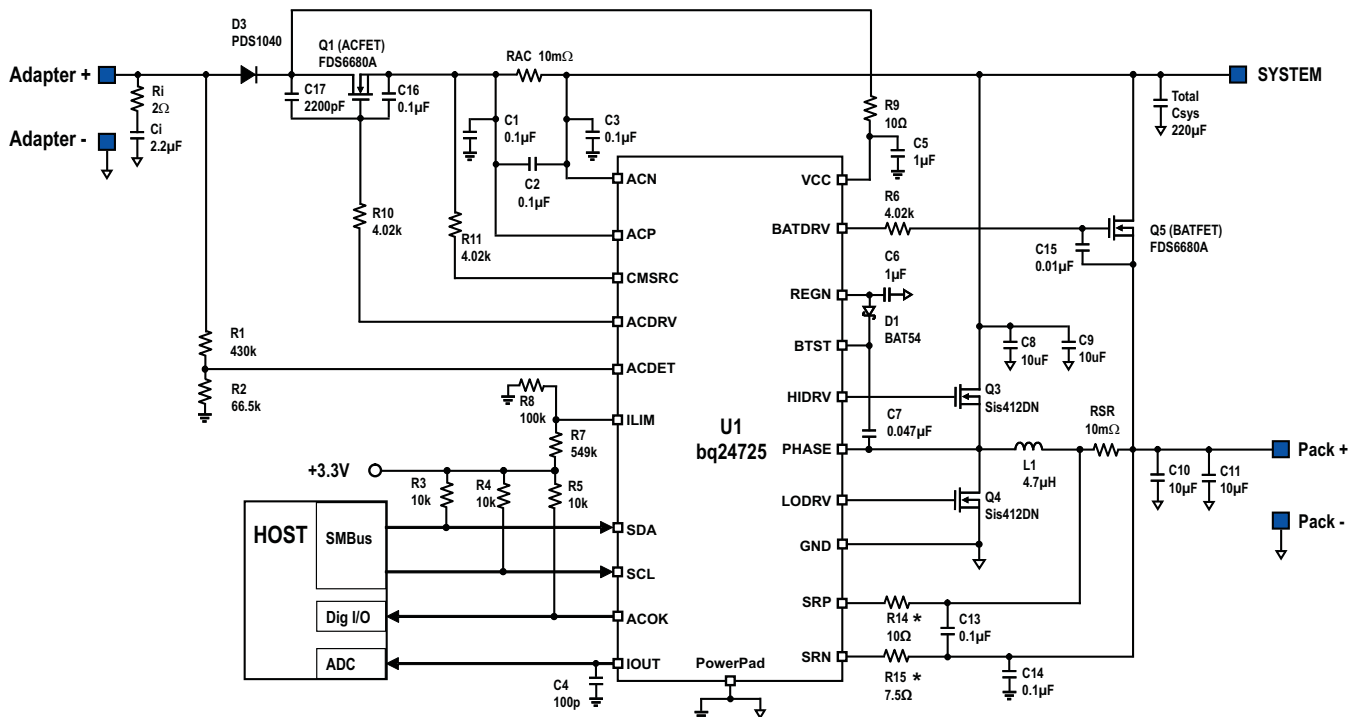 D3
PDS1040
Q1 (ACFET)
FDS6680A
RAC 10mΩ
Adapter +
SYSTEM
Ri
2Ω
Ci
2.2µF
Adapter -
C17
2200pF
C16
0.1µF
C1
0.1µF
C3
0.1µF
C2
0.1µF
R9
10Ω
C5
1µF
Total
Csys
220µF
R10
4.02k
R11
4.02k
R6
4.02k
Q5 (BATFET)
FDS6680A
C15
0.01µF
C6
1µF
D1
BAT54
R1
430k
R2
66.5k
C8
10uF
C9
10uF
R8
100k
R7
549k
+3.3V
R3
10k
R4
10k
R5
10k
ACN
ACP
CMSRC
ACDRV
ACDET
ILIM
SDA
SCL
ACOK
IOUT
U1
bq24725
PowerPad
VCC
BATDRV
REGN
BTST
HIDRV
PHASE
LODRV
GND
SRP
SRN
Q3
Sis412DN
C7
0.047µF
RSR
10mΩ
L1
4.7µH
Q4
Sis412DN
C10
10µF
C11
10µF
Pack +
Pack -
HOST
SMBus
Dig I/O
ADC
C4
100p
R14 *
10Ω
C13
0.1µF
R15 *
7.5Ω
C14
0.1µF